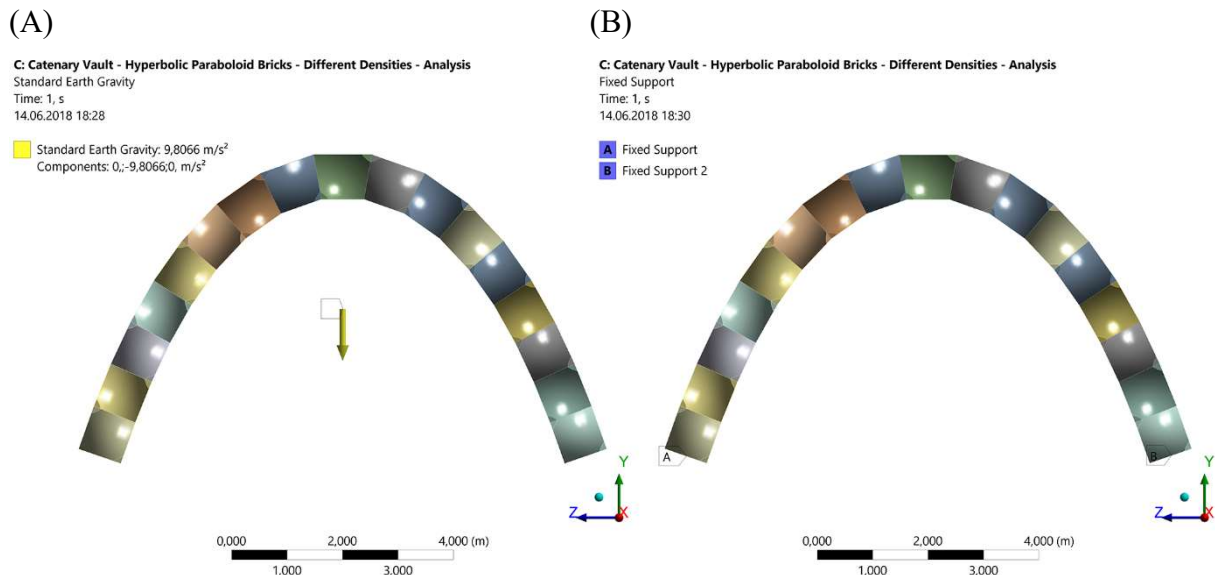 (A)
C: Catenary Vault - Hyperbolic Paraboloid Bricks - Different Densities - Analysis
Standard Earth Gravity
Time: 1, s
14.06.2018 18:28
Standard Earth Gravity: 9,8066 m/s²
Components: 0,;-9,8066;0, m/s²
Y
Z
X
0,000 2,000 4,000 (m)
1.000 3.000
(B)
C: Catenary Vault - Hyperbolic Paraboloid Bricks - Different Densities - Analysis
Fixed Support
Time: 1, s
14.06.2018 18:30
A Fixed Support
B Fixed Support 2
A
B
Y
Z
X
0,000 2,000 4,000 (m)
1.000 3.000